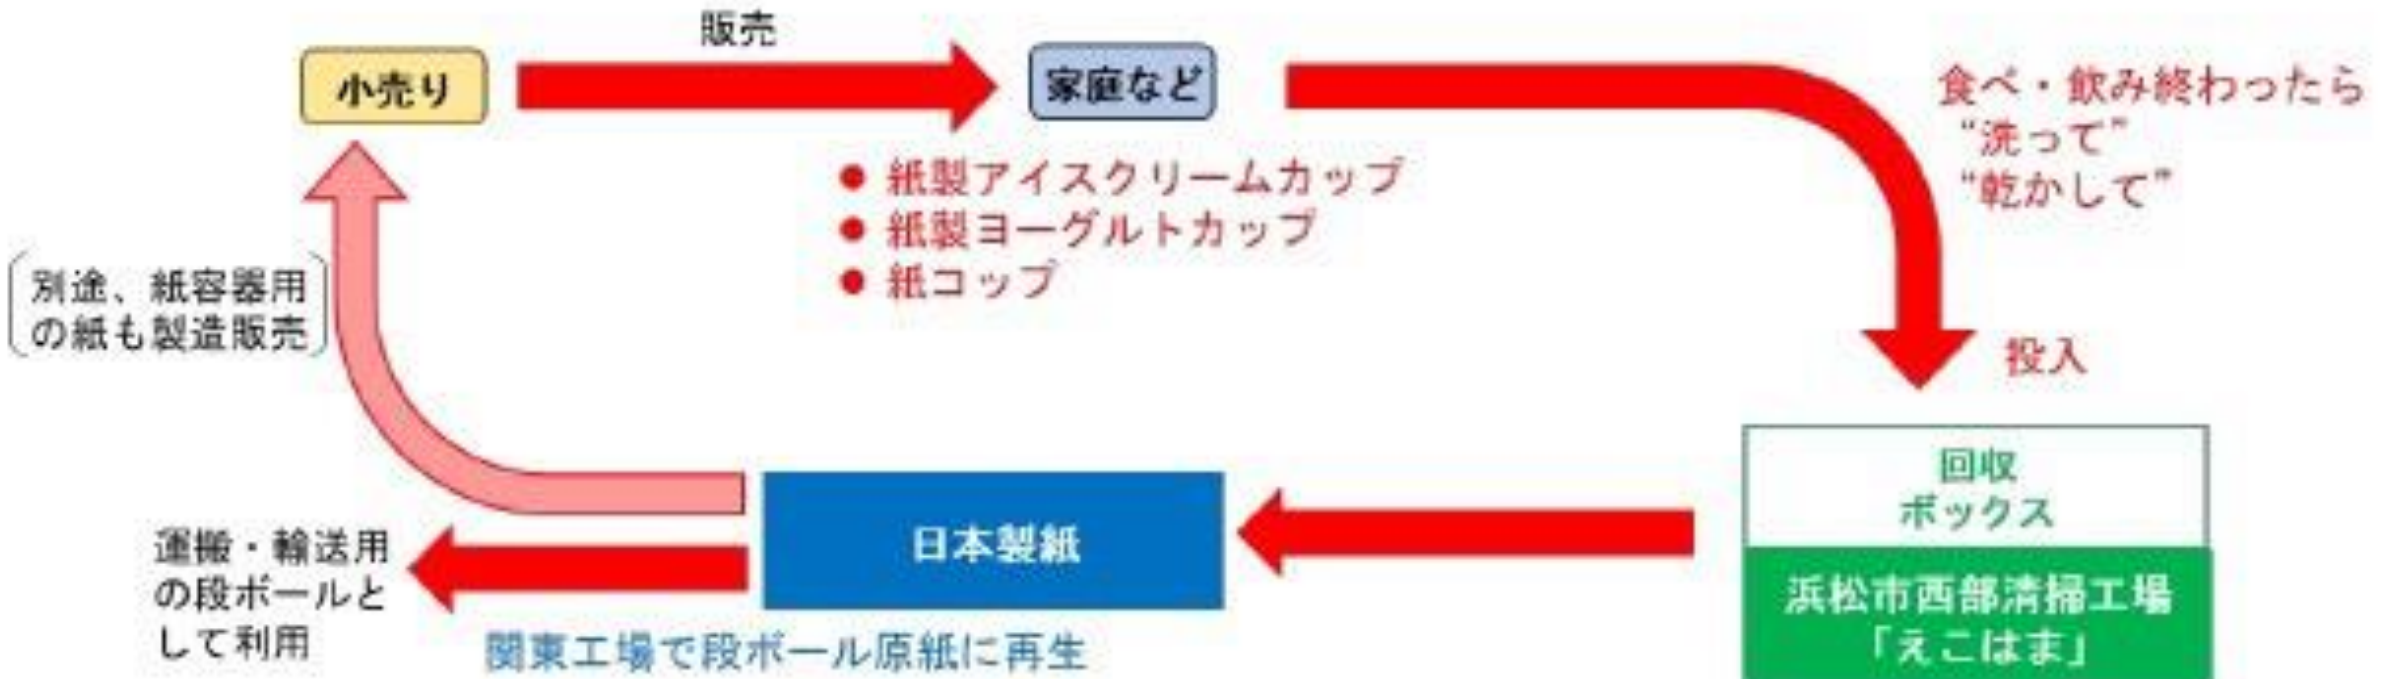 販売
小売り
家庭など
食べ・飲み終わったら
“洗って”
“乾かして”
● 紙製アイスクリームカップ
● 紙製ヨーグルトカップ
● 紙コップ
別途、紙容器用
の紙も製造販売
投入
回収
ボックス
浜松市西部清掃工場
「えこはま」
日本製紙
運搬・輸送用
の段ボールと
して利用
関東工場で段ボール原紙に再生